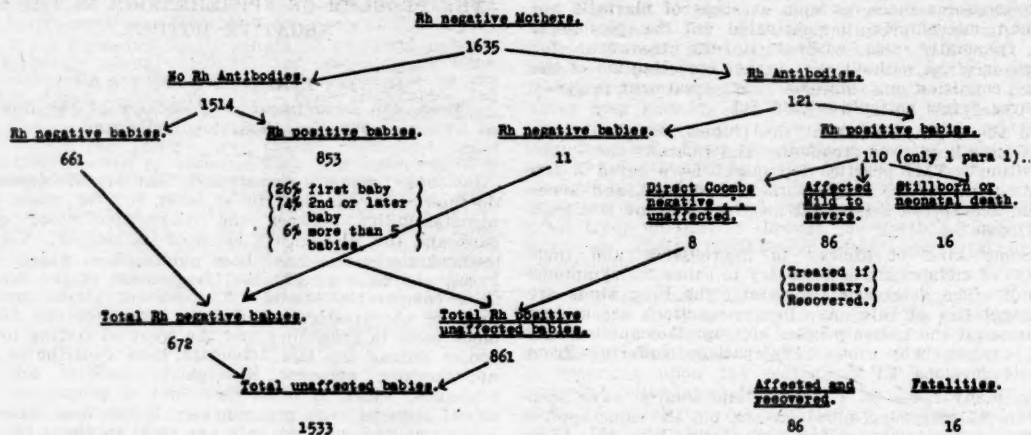 Rh negative Mothers.
1635
No Rh Antibodies. Rh Antibodies.
1514 121
Rh negative babies. Rh positive babies. Rh negative babies. Rh positive babies.
661 853 11 110 (only 1 para 1)..
26% first baby
74% 2nd or later
baby
6% more than 5
babies.
Direct Coombs Affected Stillborn or
Negative Mild to neonatal death.
unaffected. severe.
8 86 16
Treated if
necessary.
Recovered.
Total Rh negative babies. Total Rh positive
unaffected babies.
672 861
Total unaffected babies. Affected and Fatalities.
recovered.
1533 86 16